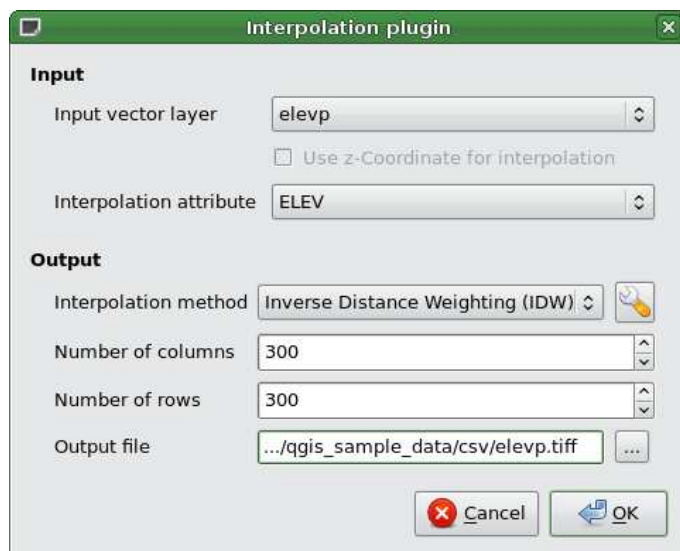 Interpolation plugin
Input
Input vector layer elevp
Use z-Coordinate for interpolation
Interpolation attribute ELEV
Output
Interpolation method Inverse Distance Weighting (IDW)
Number of columns 300
Number of rows 300
Output file .../qgis_sample_data/csv/elevp.tiff ...
Cancel OK